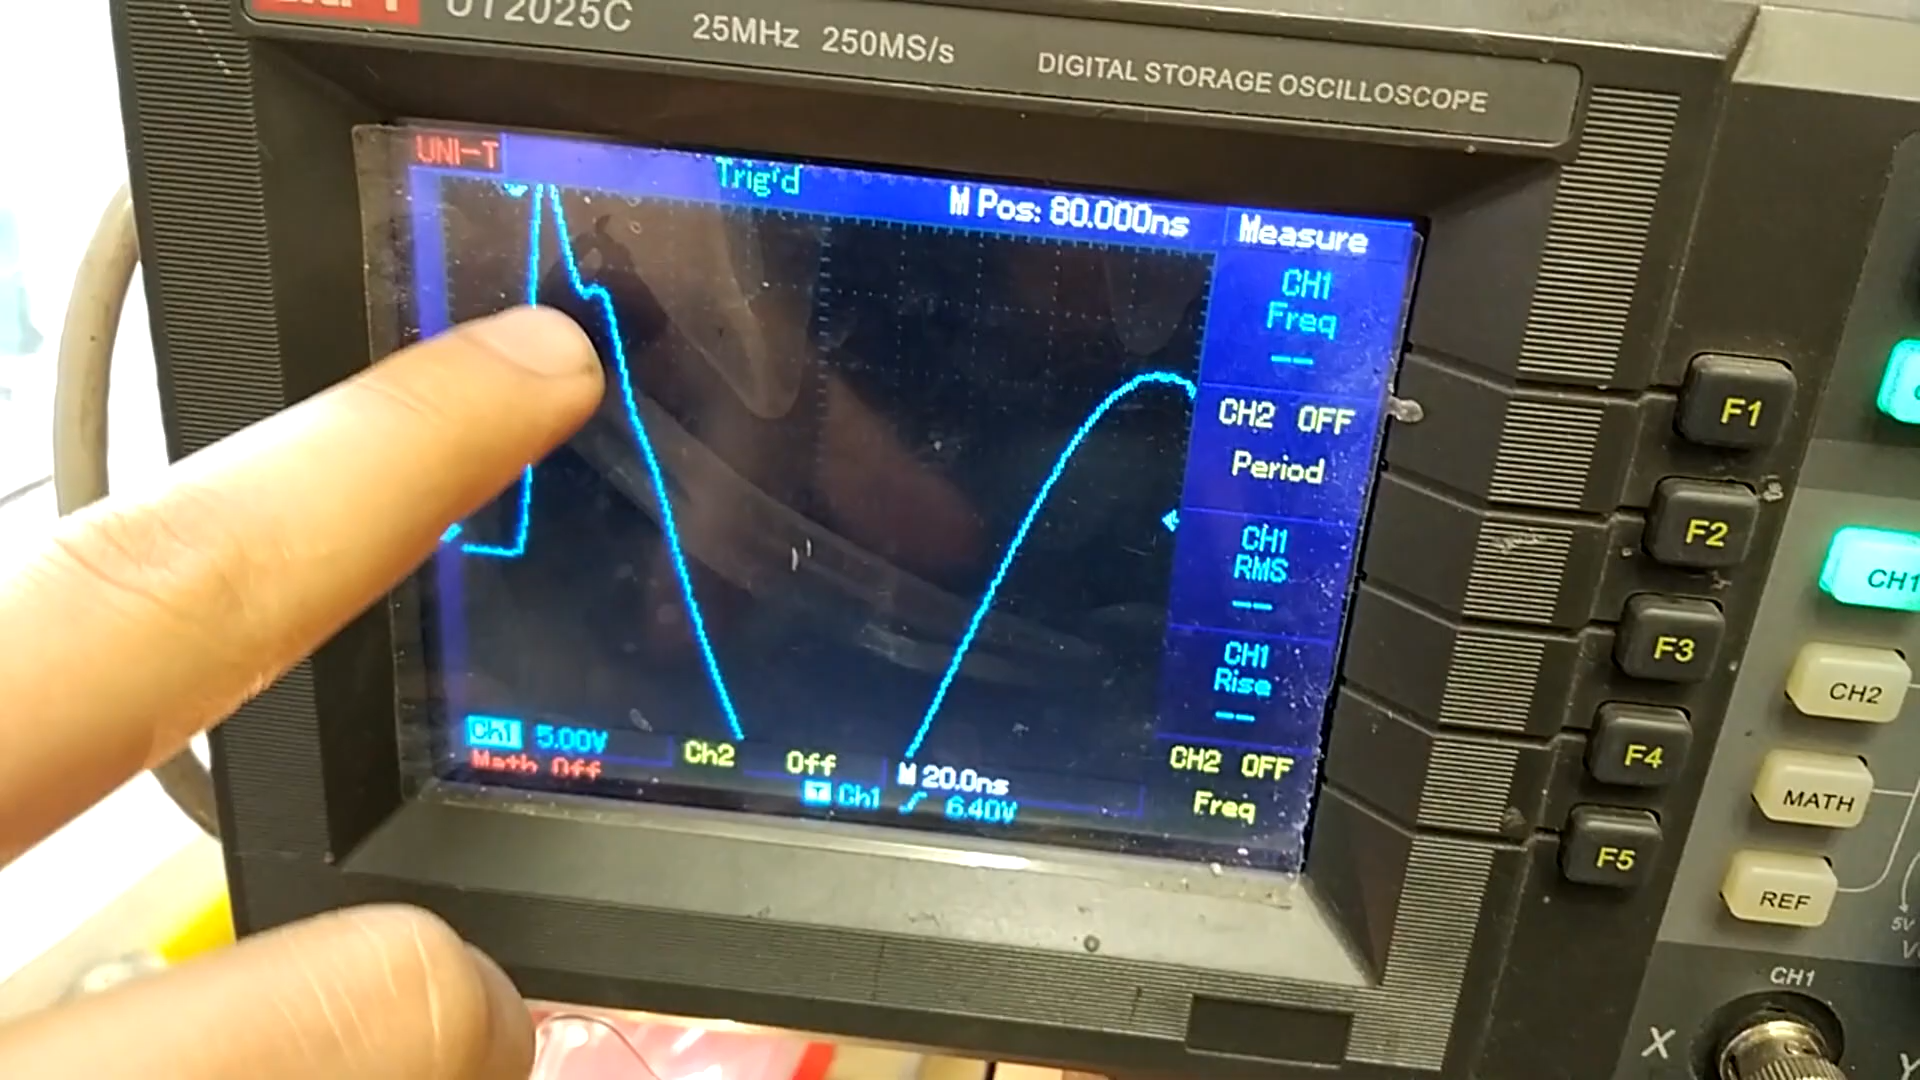 UT2025C
25MHz 250MS/s
DIGITAL STORAGE OSCILLOSCOPE
UNI-T
Trig'd
M Pos: 80.000ns
Measure
CH1
Freq
--
CH2 OFF
Period
CH1
RMS
--
CH1
Rise
--
CH2 OFF
Freq
Ch1 5.00V
Ch2 Off
M 20.0ns
Math Off
T Ch1 6.40V
F1
F2
F3
F4
F5
CH1
CH2
MATH
REF
5V
CH1
X